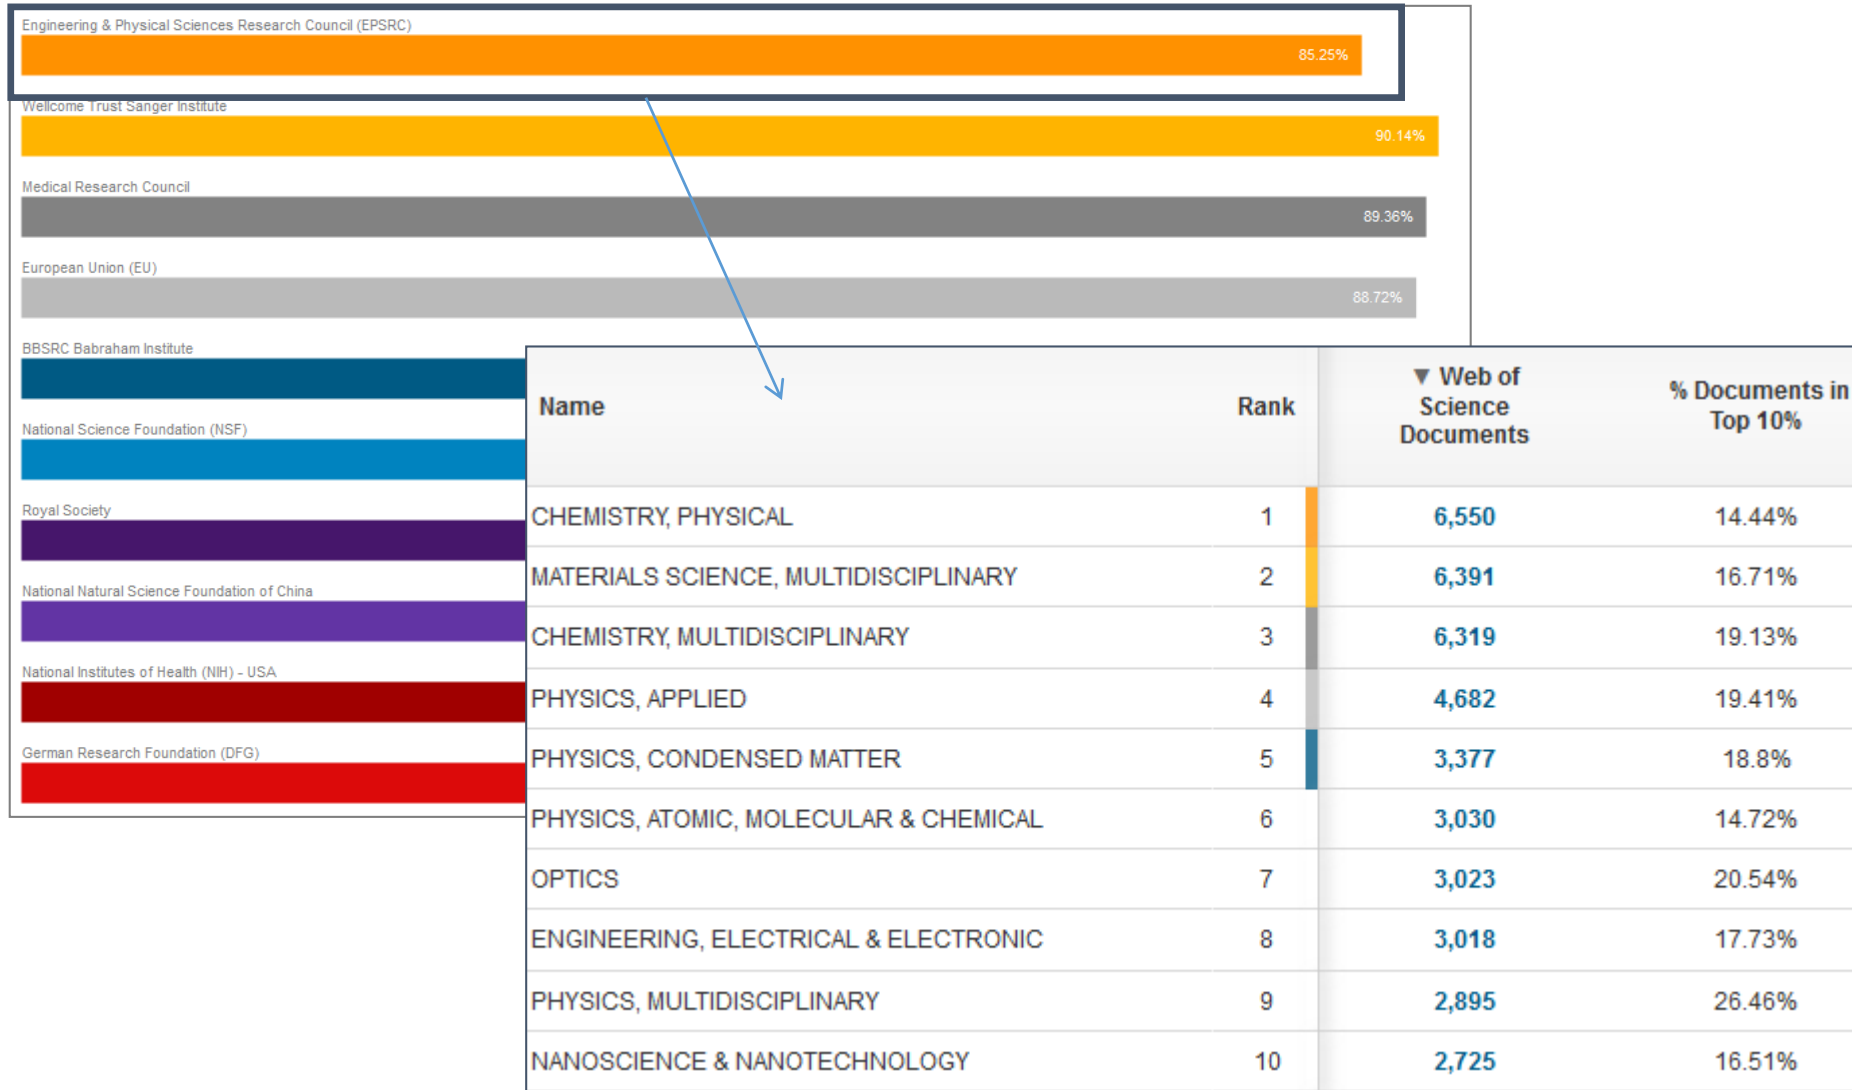 Engineering & Physical Sciences Research Council (EPSRC)
85.25%
Wellcome Trust Sanger Institute
90.14%
Medical Research Council
89.36%
European Union (EU)
88.72%
BBSRC Babraham Institute
National Science Foundation (NSF)
Royal Society
National Natural Science Foundation of China
National Institutes of Health (NIH) - USA
German Research Foundation (DFG)
Name Rank ▼ Web of Science Documents % Documents in Top 10%
CHEMISTRY, PHYSICAL 1 6,550 14.44%
MATERIALS SCIENCE, MULTIDISCIPLINARY 2 6,391 16.71%
CHEMISTRY, MULTIDISCIPLINARY 3 6,319 19.13%
PHYSICS, APPLIED 4 4,682 19.41%
PHYSICS, CONDENSED MATTER 5 3,377 18.8%
PHYSICS, ATOMIC, MOLECULAR & CHEMICAL 6 3,030 14.72%
OPTICS 7 3,023 20.54%
ENGINEERING, ELECTRICAL & ELECTRONIC 8 3,018 17.73%
PHYSICS, MULTIDISCIPLINARY 9 2,895 26.46%
NANOSCIENCE & NANOTECHNOLOGY 10 2,725 16.51%